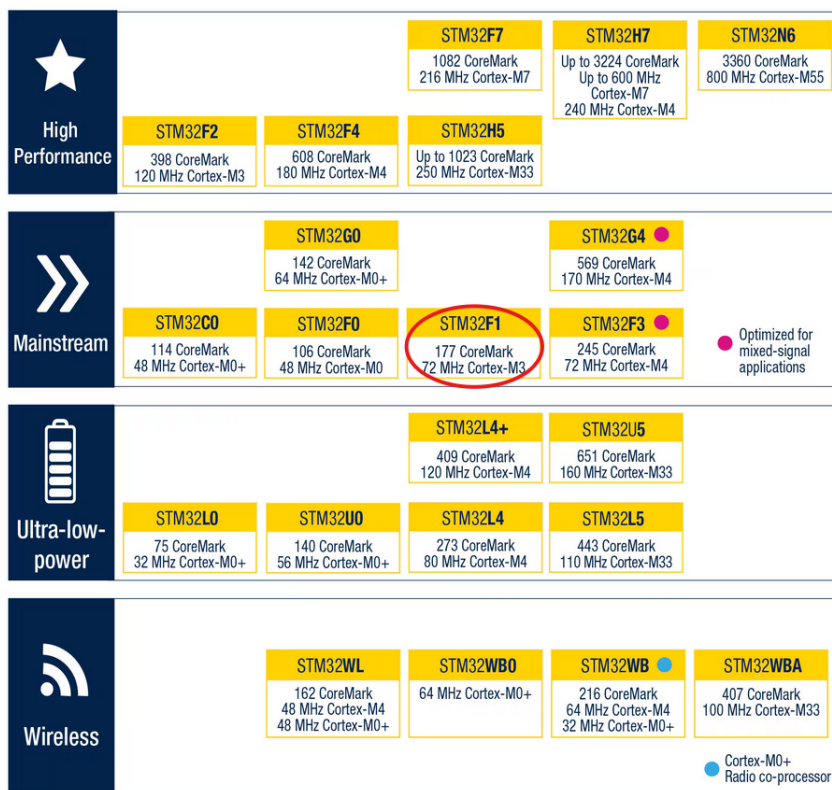 High
Performance
STM32F7
1082 CoreMark
216 MHz Cortex-M7
STM32H7
Up to 3224 CoreMark
Up to 600 MHz
Cortex-M7
240 MHz Cortex-M4
STM32N6
3360 CoreMark
800 MHz Cortex-M55
STM32F2
398 CoreMark
120 MHz Cortex-M3
STM32F4
608 CoreMark
180 MHz Cortex-M4
STM32H5
Up to 1023 CoreMark
250 MHz Cortex-M33
Mainstream
STM32G0
142 CoreMark
64 MHz Cortex-M0+
STM32G4
569 CoreMark
170 MHz Cortex-M4
STM32C0
114 CoreMark
48 MHz Cortex-M0+
STM32F0
106 CoreMark
48 MHz Cortex-M0
STM32F1
177 CoreMark
72 MHz Cortex-M3
STM32F3
245 CoreMark
72 MHz Cortex-M4
Optimized for
mixed-signal
applications
Ultra-low-
power
STM32L4+
409 CoreMark
120 MHz Cortex-M4
STM32U5
651 CoreMark
160 MHz Cortex-M33
STM32L0
75 CoreMark
32 MHz Cortex-M0+
STM32U0
140 CoreMark
56 MHz Cortex-M0+
STM32L4
273 CoreMark
80 MHz Cortex-M4
STM32L5
443 CoreMark
110 MHz Cortex-M33
Wireless
STM32WL
162 CoreMark
48 MHz Cortex-M4
48 MHz Cortex-M0+
STM32WB0
64 MHz Cortex-M0+
STM32WB
216 CoreMark
64 MHz Cortex-M4
32 MHz Cortex-M0+
STM32WBA
407 CoreMark
100 MHz Cortex-M33
Cortex-M0+
Radio co-processor